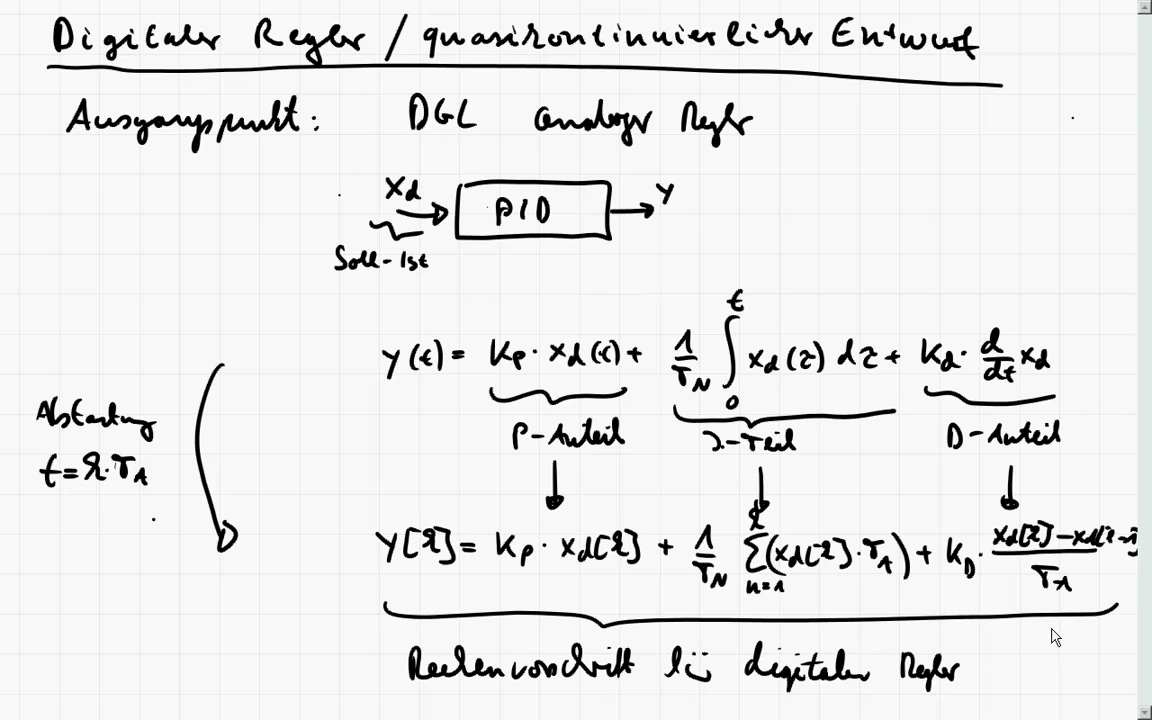 Digitaler Regler / quasikontinuierlicher Entwurf
Ausgangspunkt: DGL analoger Regler
xd PID y
Soll-Ist
y(t) = Kp · xd(t) + 1/TN ∫₀ᵗ xd(τ) dτ + Kd · d/dt xd
P-Anteil I-Teil D-Anteil
Abtastung
t = k · TA
y[k] = Kp · xd[k] + 1/TN ∑ₙ₌₁ᵏ (xd[k] · TA) + KD · (xd[k] - xd[k-1])/TA
Rechenvorschrift für digitalen Regler